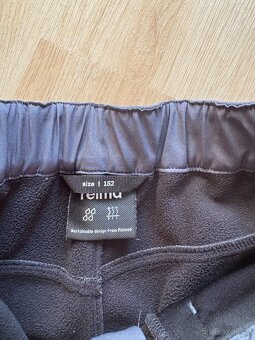 size | 152
reima
Sustainable design from Finland